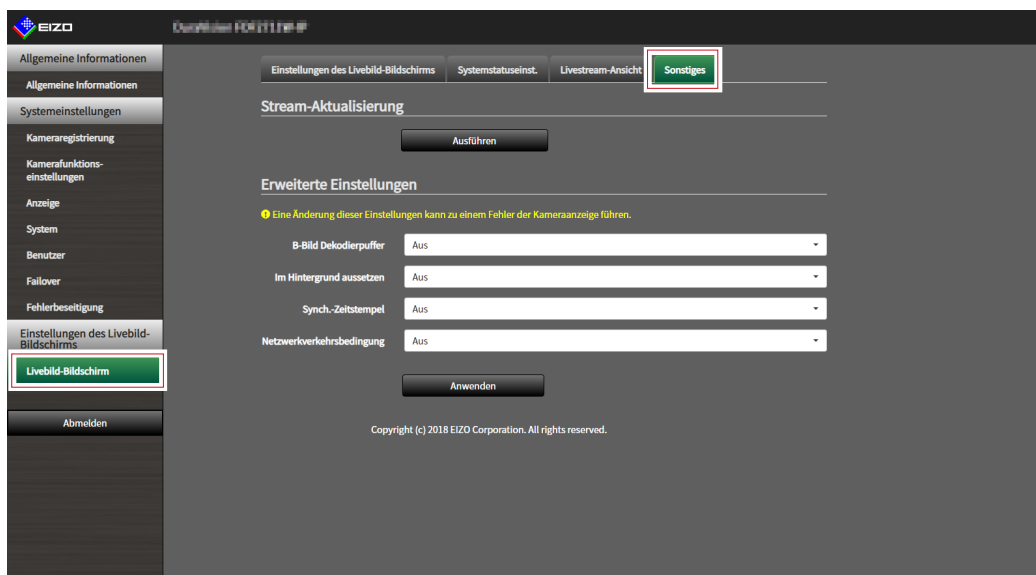 EIZO
Allgemeine Informationen
Allgemeine Informationen
Systemeinstellungen
Kameraregistrierung
Kamerafunktions-
einstellungen
Anzeige
System
Benutzer
Failover
Fehlerbeseitigung
Einstellungen des Livebild-
Bildschirms
Livebild-Bildschirm
Abmelden
Einstellungen des Livebild-Bildschirms Systemstatuseinst. Livestream-Ansicht Sonstiges
Stream-Aktualisierung
Ausführen
Erweiterte Einstellungen
Eine Änderung dieser Einstellungen kann zu einem Fehler der Kameraanzeige führen.
B-Bild Dekodierpuffer Aus
Im Hintergrund aussetzen Aus
Synch.-Zeitstempel Aus
Netzwerkverkehrsbedingung Aus
Anwenden
Copyright (c) 2018 EIZO Corporation. All rights reserved.